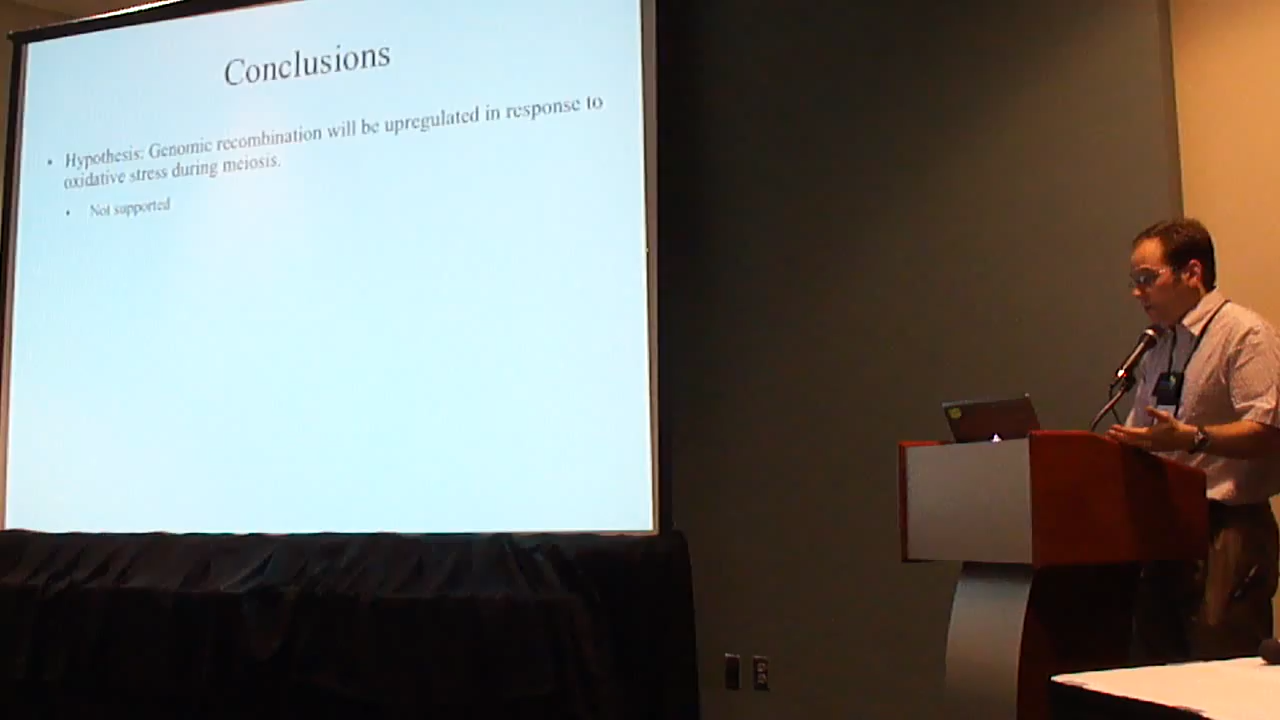 Conclusions
• Hypothesis: Genomic recombination will be upregulated in response to
oxidative stress during meiosis.
• Not supported